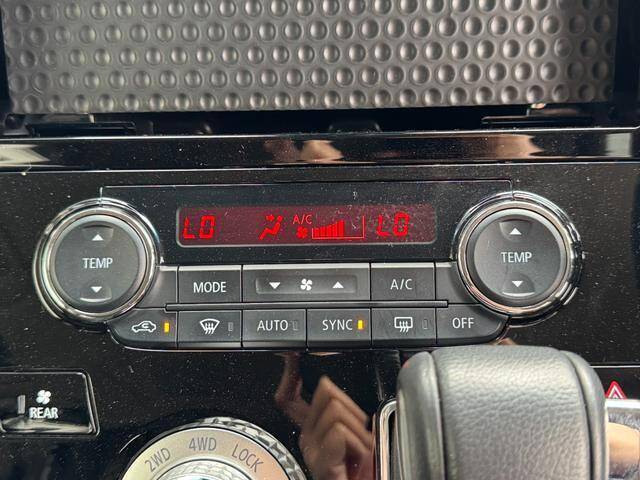 LO A/C LO
TEMP
TEMP
MODE
A/C
AUTO
SYNC
OFF
REAR
2WD 4WD LOCK